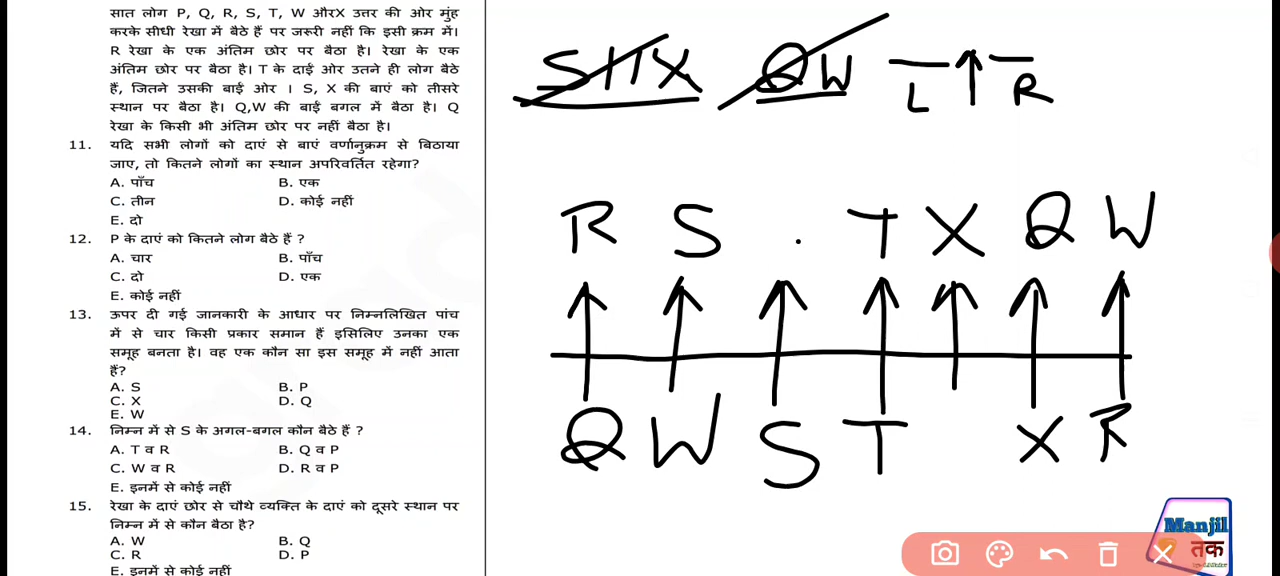 सात लोग P, Q, R, S, T, W औरX उत्तर की ओर मुंह
करके सीधी रेखा में बैठे हैं पर जरूरी नहीं कि इसी क्रम में।
R रेखा के एक अंतिम छोर पर बैठा है। रेखा के एक
अंतिम छोर पर बैठा है। T के दाईं ओर उतने ही लोग बैठे
हैं, जितने उसकी बाईं ओर । S, X की बाएं को तीसरे
स्थान पर बैठा है। Q,W की बाईं बगल में बैठा है। Q
रेखा के किसी भी अंतिम छोर पर नहीं बैठा है।
11. यदि सभी लोगों को दाएं से बाएं वर्णानुक्रम से बिठाया
जाए, तो कितने लोगों का स्थान अपरिवर्तित रहेगा?
A. पाँच B. एक
C. तीन D. कोई नहीं
E. दो
12. P के दाएं को कितने लोग बैठे हैं ?
A. चार B. पाँच
C. दो D. एक
E. कोई नहीं
13. ऊपर दी गई जानकारी के आधार पर निम्नलिखित पांच
में से चार किसी प्रकार समान हैं इसलिए उनका एक
समूह बनता है। वह एक कौन सा इस समूह में नहीं आता
हैं?
A. S B. P
C. X D. Q
E. W
14. निम्न में से S के अगल-बगल कौन बैठे हैं ?
A. T व R B. Q व P
C. W व R D. R व P
E. इनमें से कोई नहीं
15. रेखा के दाएं छोर से चौथे व्यक्ति के दाएं को दूसरे स्थान पर
निम्न में से कौन बैठा है?
A. W B. Q
C. R D. P
E. इनमें से कोई नहीं
QW
L R
R S . T X Q W
Q W S T X R
Manjil
तक